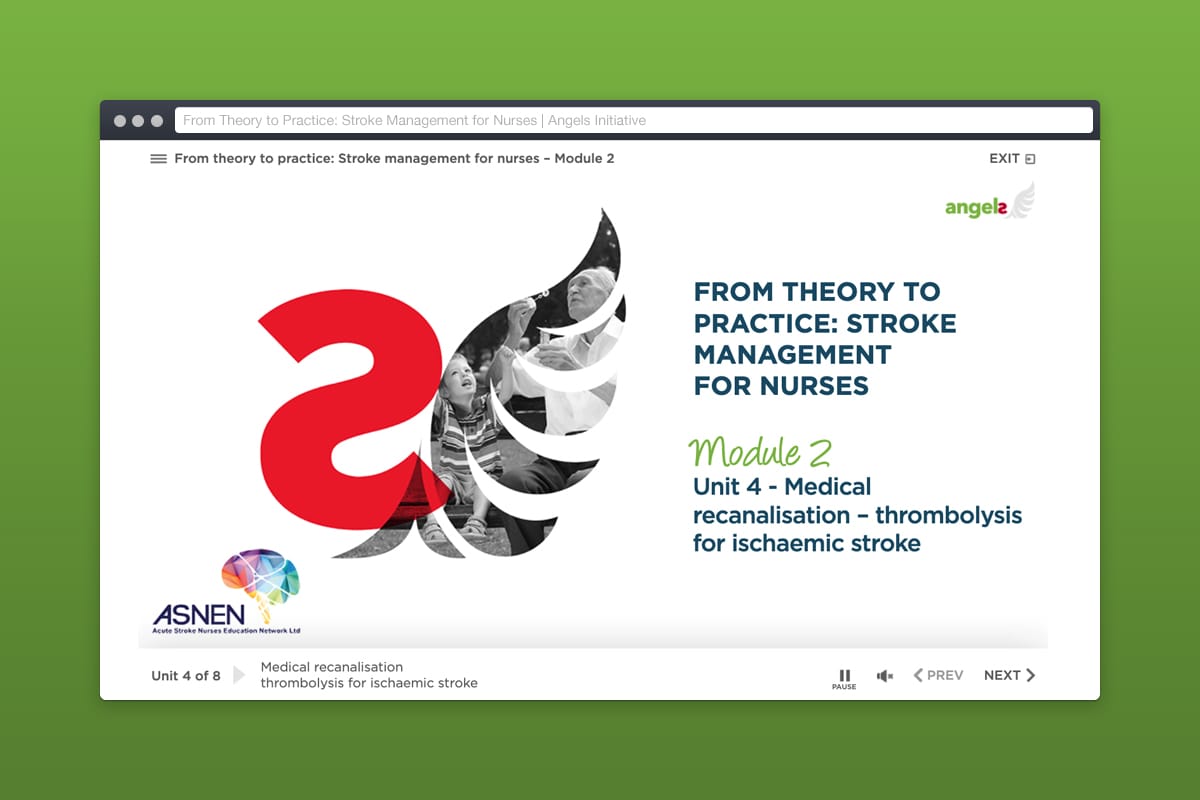 From Theory to Practice: Stroke Management for Nurses | Angels Initiative
From theory to practice: Stroke management for nurses – Module 2
EXIT
angels
FROM THEORY TO
PRACTICE: STROKE
MANAGEMENT
FOR NURSES
Module 2
Unit 4 - Medical
recanalisation – thrombolysis
for ischaemic stroke
S
ASNEN
Acute Stroke Nurses Education Network Ltd
Unit 4 of 8
Medical recanalisation
thrombolysis for ischaemic stroke
PAUSE
PREV
NEXT